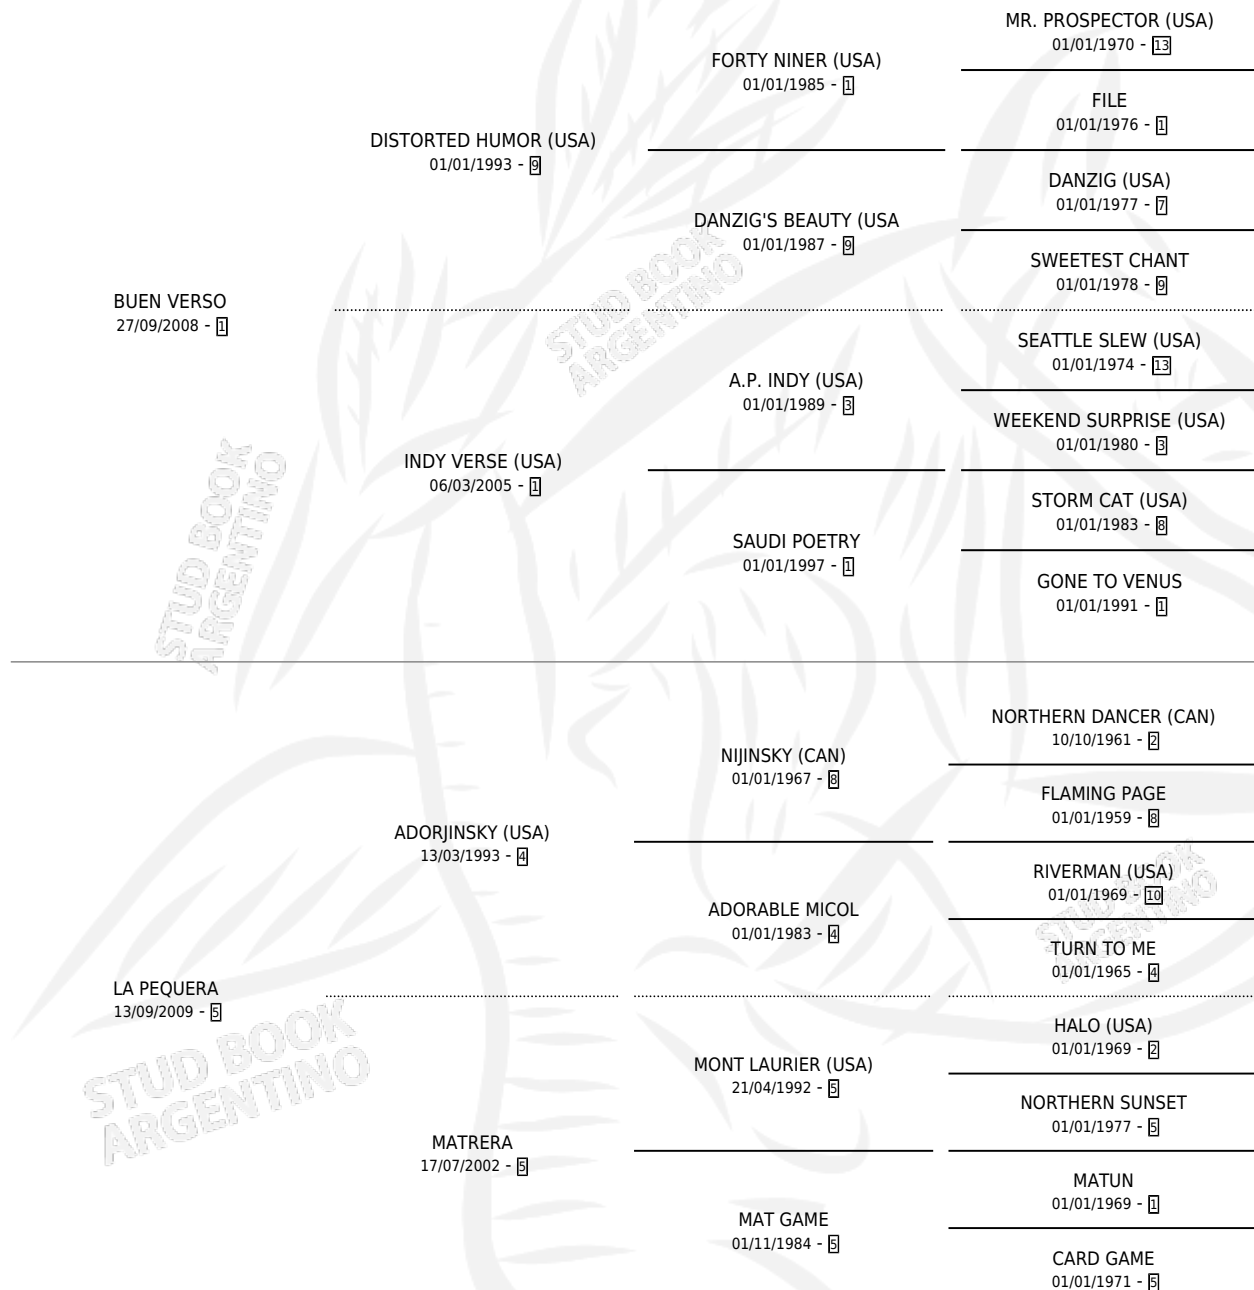 MR. PROSPECTOR (USA)
01/01/1970 - 13
FORTY NINER (USA)
01/01/1985 - 1
FILE
01/01/1976 - 1
DISTORTED HUMOR (USA)
01/01/1993 - 9
DANZIG (USA)
01/01/1977 - 7
DANZIG'S BEAUTY (USA
01/01/1987 - 9
SWEETEST CHANT
01/01/1978 - 9
BUEN VERSO
27/09/2008 - 1
STUD BOOK
ARGENTINO
SEATTLE SLEW (USA)
01/01/1974 - 13
A.P. INDY (USA)
01/01/1989 - 3
WEEKEND SURPRISE (USA)
01/01/1980 - 3
INDY VERSE (USA)
06/03/2005 - 1
STORM CAT (USA)
01/01/1983 - 8
SAUDI POETRY
01/01/1997 - 1
GONE TO VENUS
01/01/1991 - 1
STUD BOOK
ARGENTINO
NORTHERN DANCER (CAN)
10/10/1961 - 2
NIJINSKY (CAN)
01/01/1967 - 8
FLAMING PAGE
01/01/1959 - 8
ADORJINSKY (USA)
13/03/1993 - 4
RIVERMAN (USA)
01/01/1969 - 10
ADORABLE MICOL
01/01/1983 - 4
TURN TO ME
01/01/1965 - 4
STUD BOOK
ARGENTINO
LA PEQUERA
13/09/2009 - 5
HALO (USA)
01/01/1969 - 2
MONT LAURIER (USA)
21/04/1992 - 5
NORTHERN SUNSET
01/01/1977 - 5
STUD BOOK
ARGENTINO
MATRERA
17/07/2002 - 5
MATUN
01/01/1969 - 1
MAT GAME
01/11/1984 - 5
CARD GAME
01/01/1971 - 5